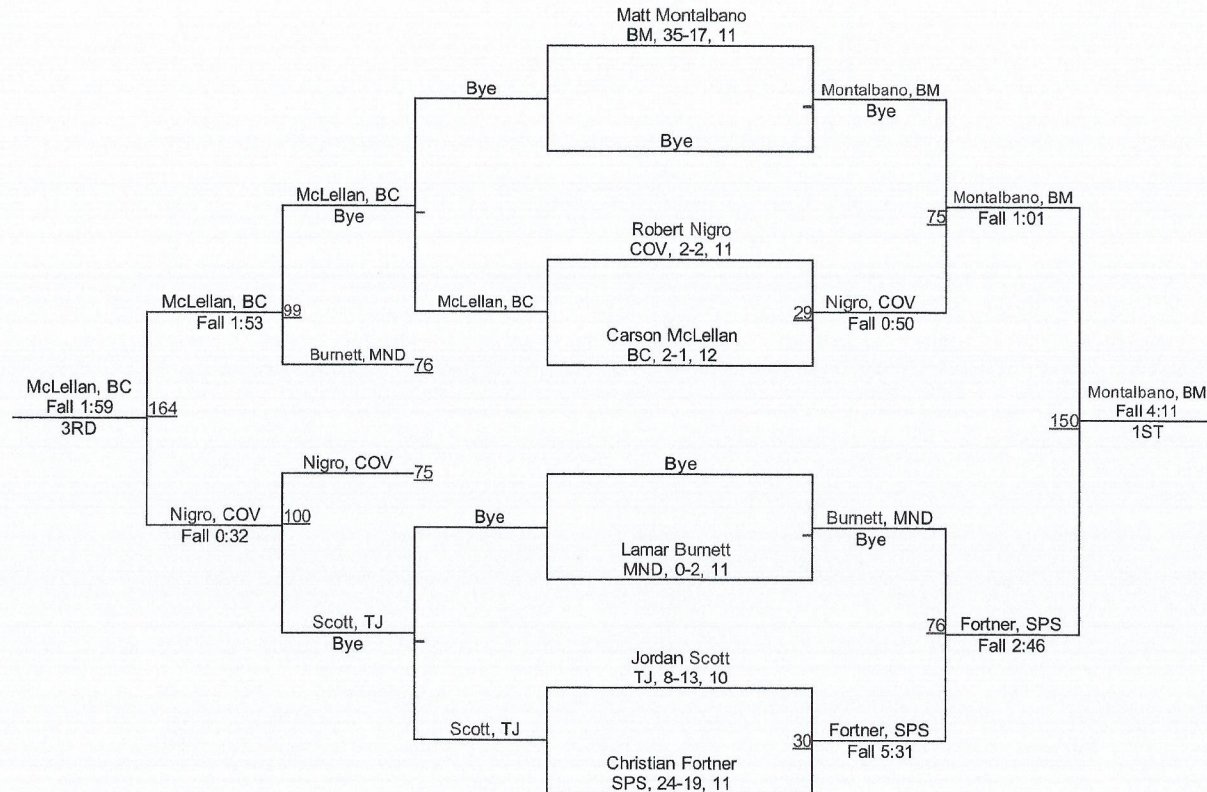 Matt Montalbano
BM, 35-17, 11
Bye
Montalbano, BM
Bye
Bye
McLellan, BC
Bye
Montalbano, BM
75
Fall 1:01
Robert Nigro
COV, 2-2, 11
McLellan, BC
Fall 1:53
99
McLellan, BC
29
Nigro, COV
Fall 0:50
Carson McLellan
BC, 2-1, 12
Burnett, MND
76
McLellan, BC
Fall 1:59
164
3RD
Montalbano, BM
Fall 4:11
150
1ST
Nigro, COV
75
Bye
Nigro, COV
Fall 0:32
100
Bye
Burnett, MND
Bye
Lamar Burnett
MND, 0-2, 11
Scott, TJ
Bye
76
Fortner, SPS
Fall 2:46
Jordan Scott
TJ, 8-13, 10
Scott, TJ
30
Fortner, SPS
Fall 5:31
Christian Fortner
SPS, 24-19, 11